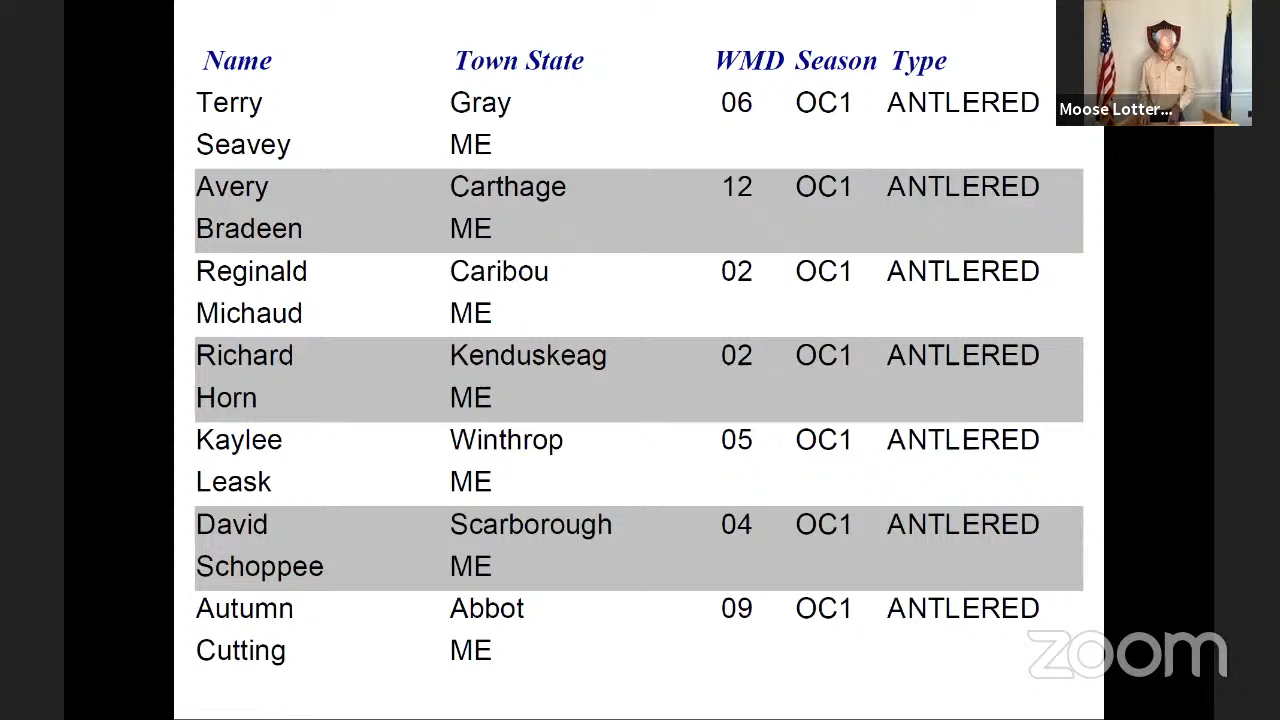 Name Town State WMD Season Type
Terry Gray 06 OC1 ANTLERED
Seavey ME
Avery Carthage 12 OC1 ANTLERED
Bradeen ME
Reginald Caribou 02 OC1 ANTLERED
Michaud ME
Richard Kenduskeag 02 OC1 ANTLERED
Horn ME
Kaylee Winthrop 05 OC1 ANTLERED
Leask ME
David Scarborough 04 OC1 ANTLERED
Schoppee ME
Autumn Abbot 09 OC1 ANTLERED
Cutting ME
Moose Lotter...
zoom